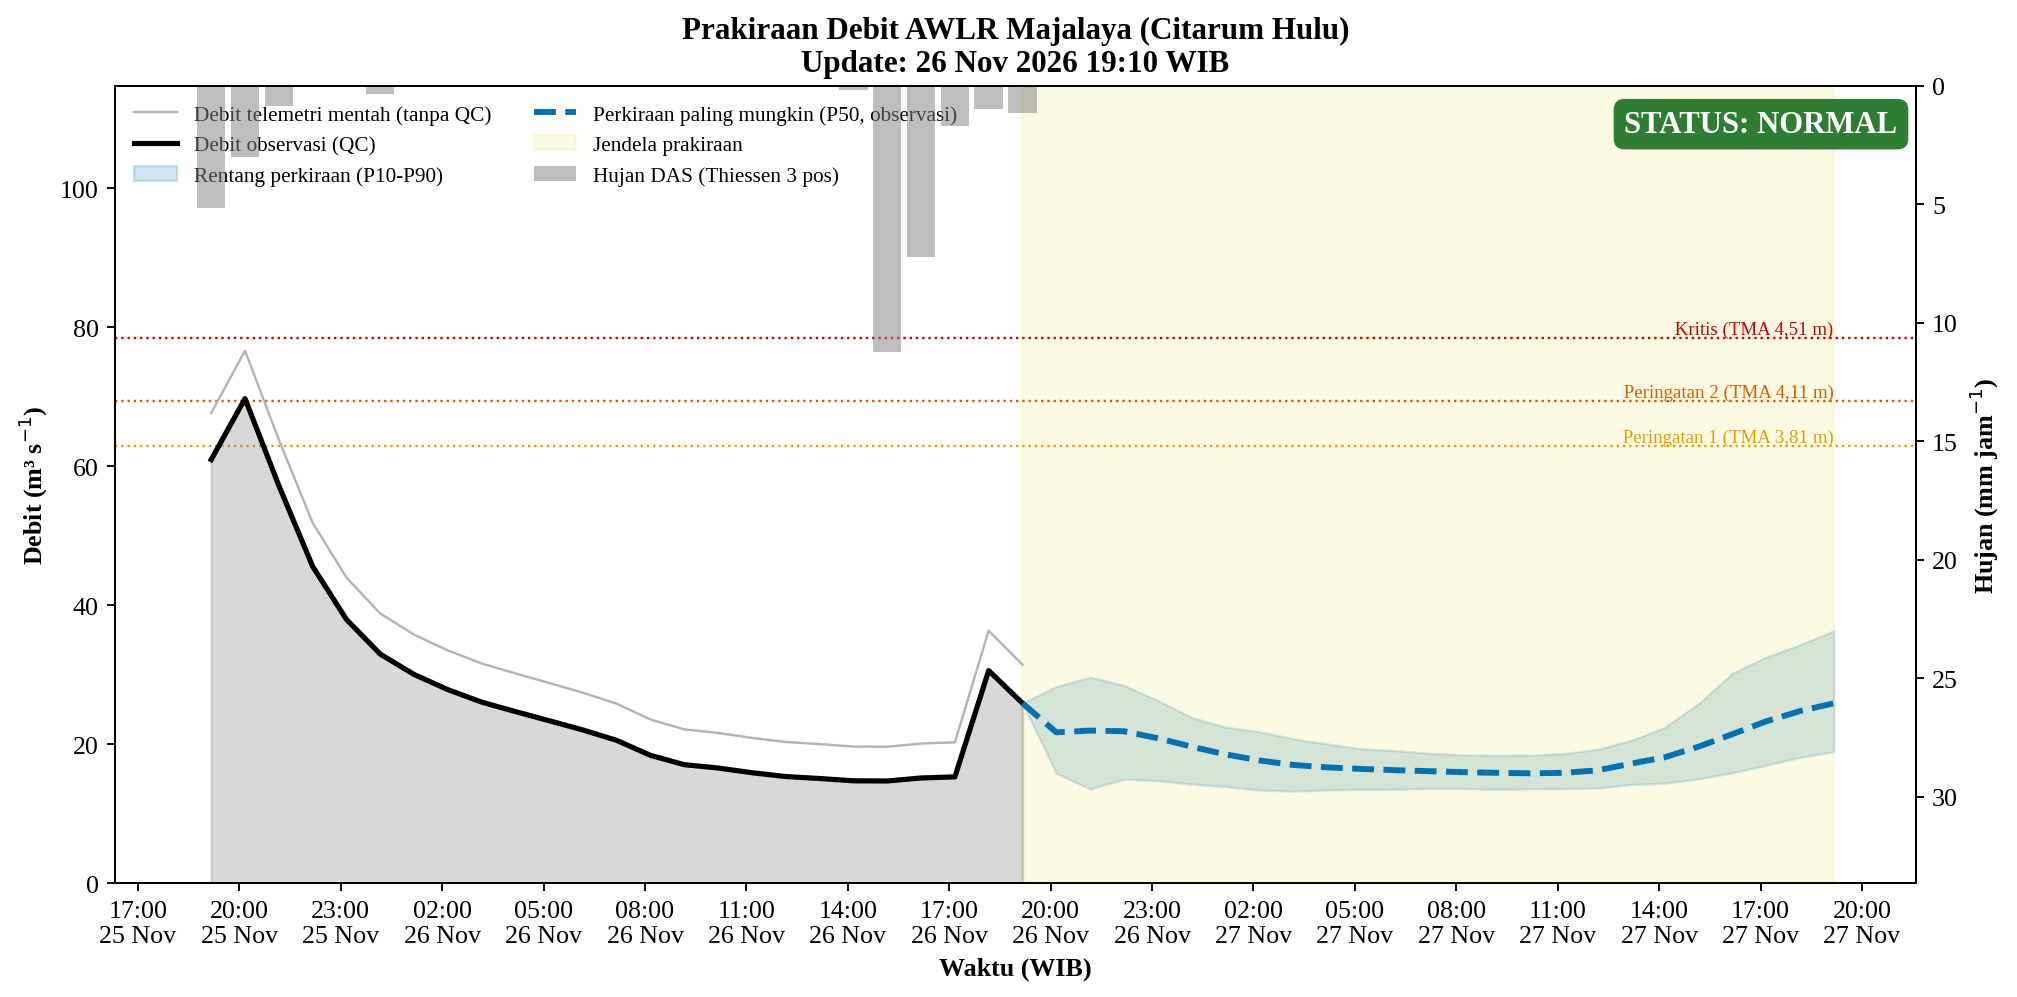 Prakiraan Debit AWLR Majalaya (Citarum Hulu)
Update: 26 Nov 2026 19:10 WIB
Debit telemetri mentah (tanpa QC)
Debit observasi (QC)
Rentang perkiraan (P10-P90)
Perkiraan paling mungkin (P50, observasi)
Jendela prakiraan
Hujan DAS (Thiessen 3 pos)
STATUS: NORMAL
Kritis (TMA 4,51 m)
Peringatan 2 (TMA 4,11 m)
Peringatan 1 (TMA 3,81 m)
Debit (m³ s⁻¹)
100
80
60
40
20
0
Hujan (mm jam⁻¹)
0
5
10
15
20
25
30
17:00 20:00 23:00 02:00 05:00 08:00 11:00 14:00 17:00 20:00 23:00 02:00 05:00 08:00 11:00 14:00 17:00 20:00
25 Nov 25 Nov 25 Nov 26 Nov 26 Nov 26 Nov 26 Nov 26 Nov 26 Nov 26 Nov 26 Nov 27 Nov 27 Nov 27 Nov 27 Nov 27 Nov 27 Nov 27 Nov
Waktu (WIB)